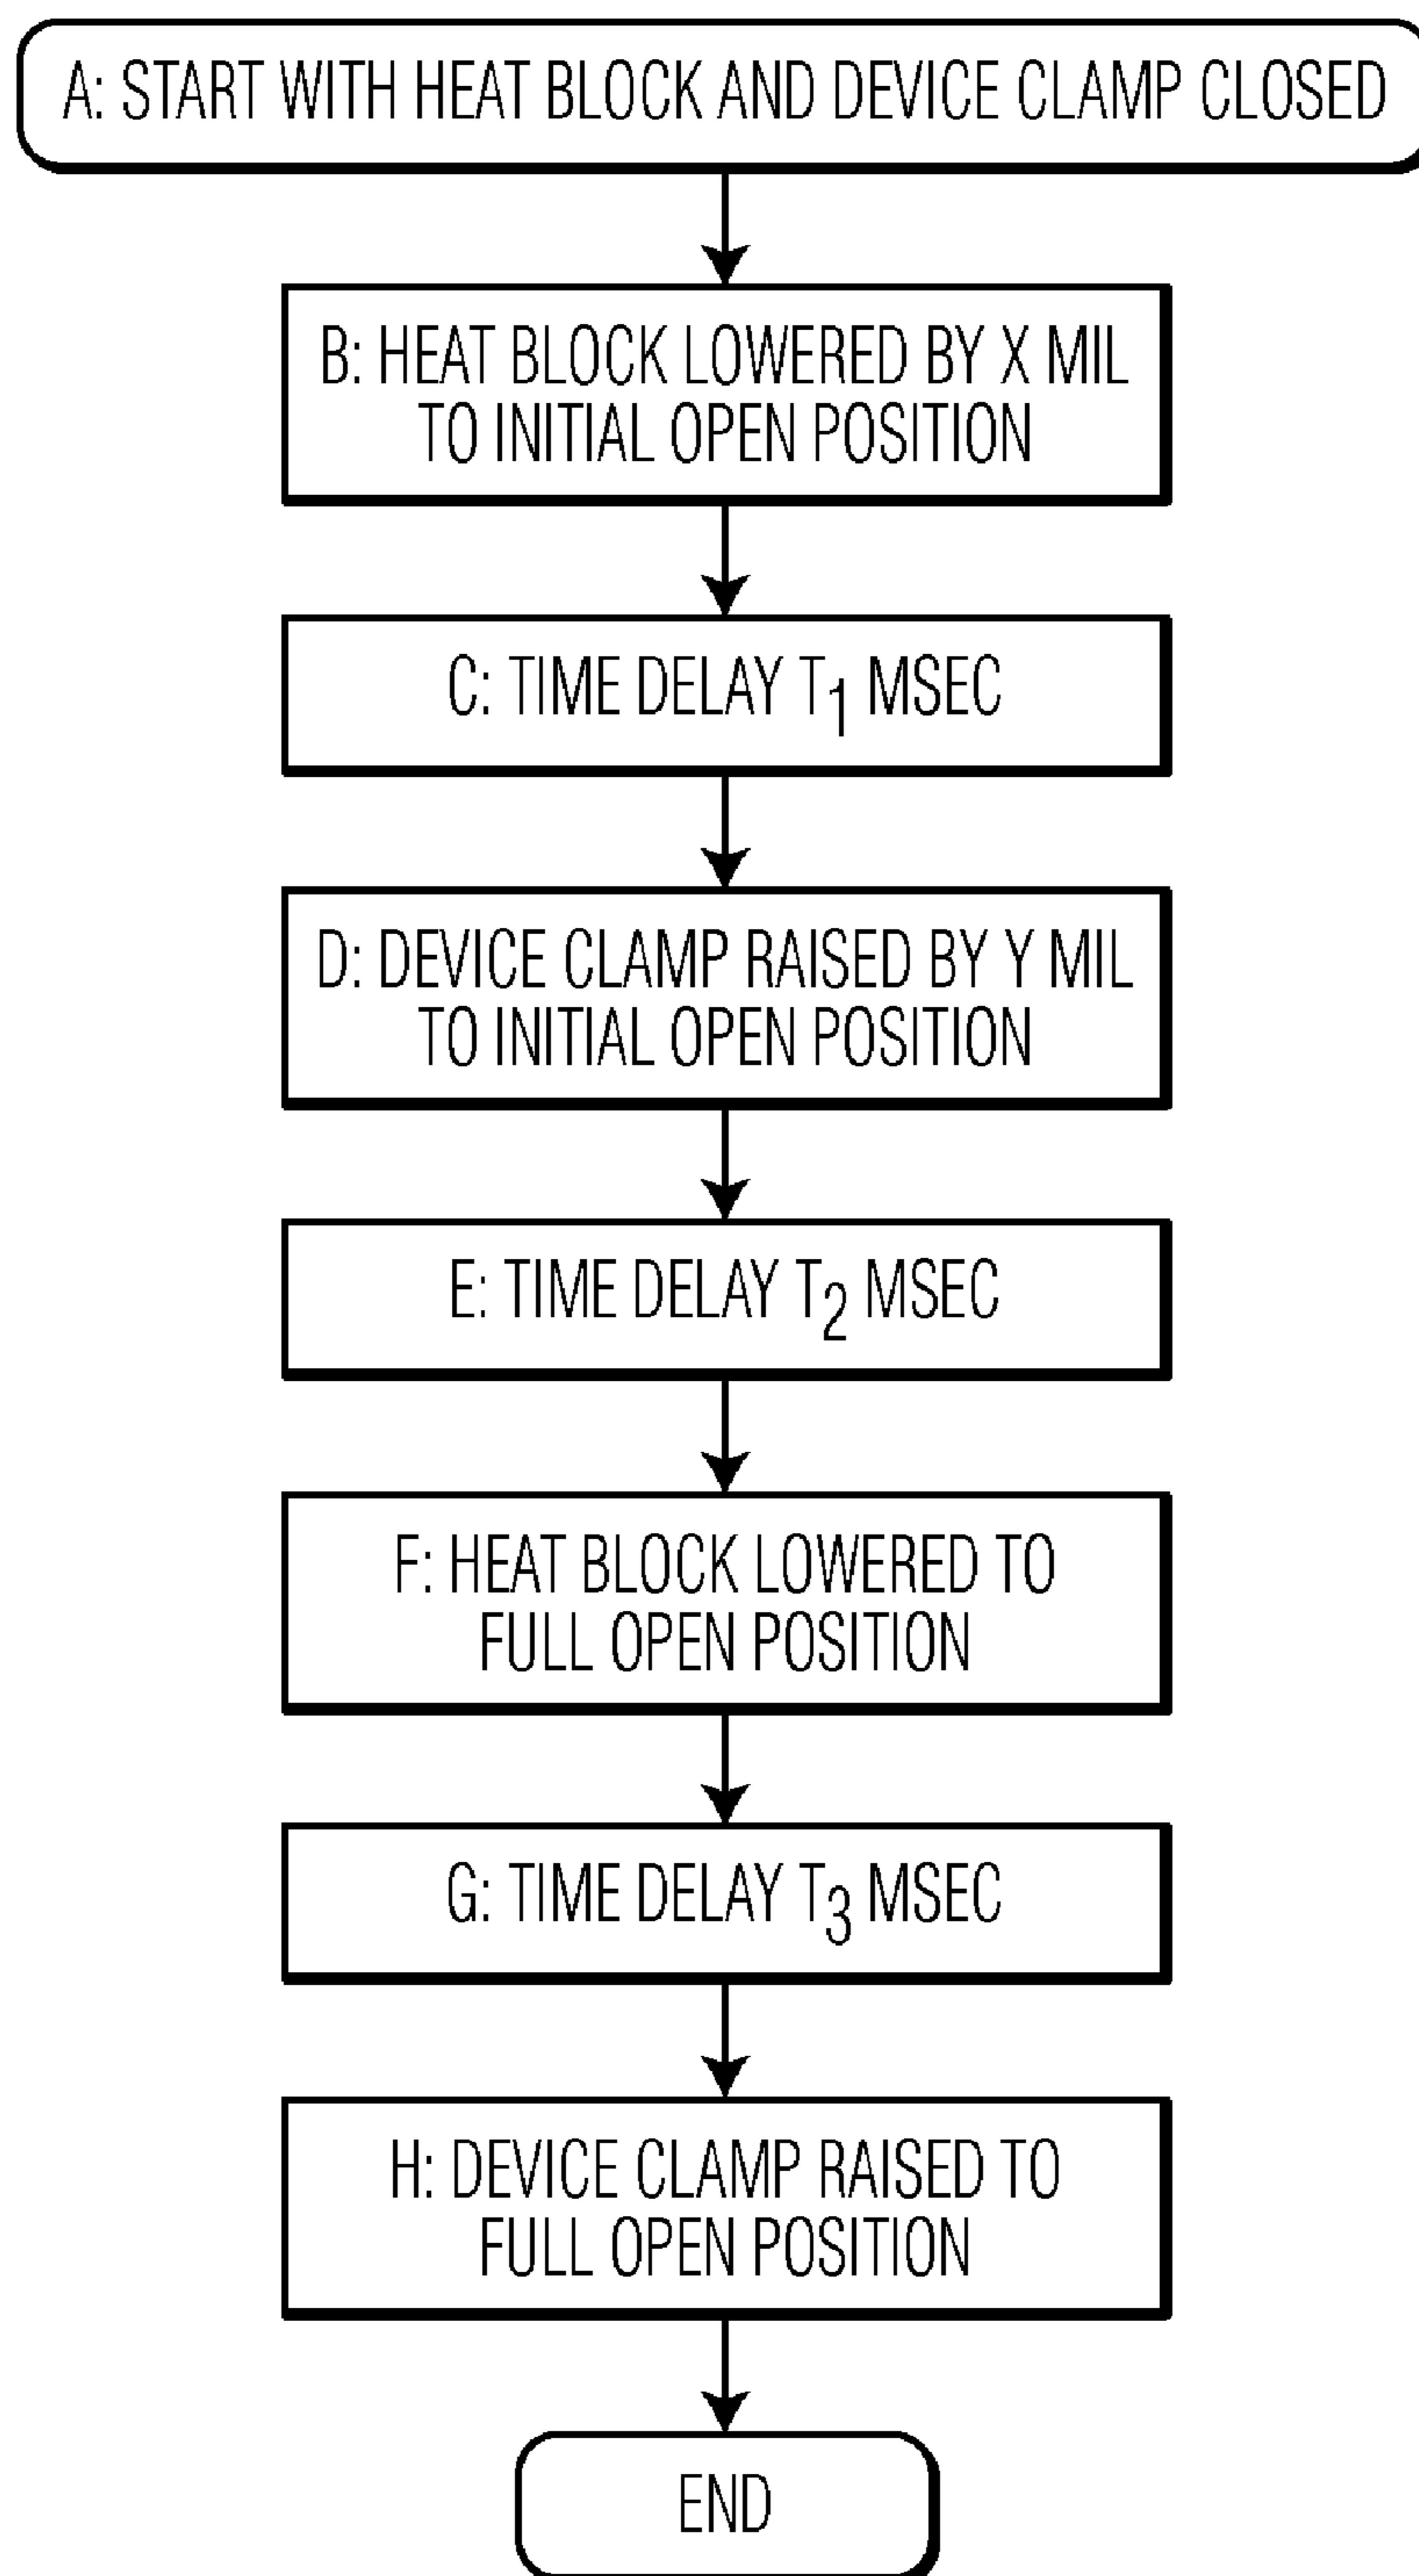 A: START WITH HEAT BLOCK AND DEVICE CLAMP CLOSED
B: HEAT BLOCK LOWERED BY X MIL
TO INITIAL OPEN POSITION
C: TIME DELAY T1 MSEC
D: DEVICE CLAMP RAISED BY Y MIL
TO INITIAL OPEN POSITION
E: TIME DELAY T2 MSEC
F: HEAT BLOCK LOWERED TO
FULL OPEN POSITION
G: TIME DELAY T3 MSEC
H: DEVICE CLAMP RAISED TO
FULL OPEN POSITION
END